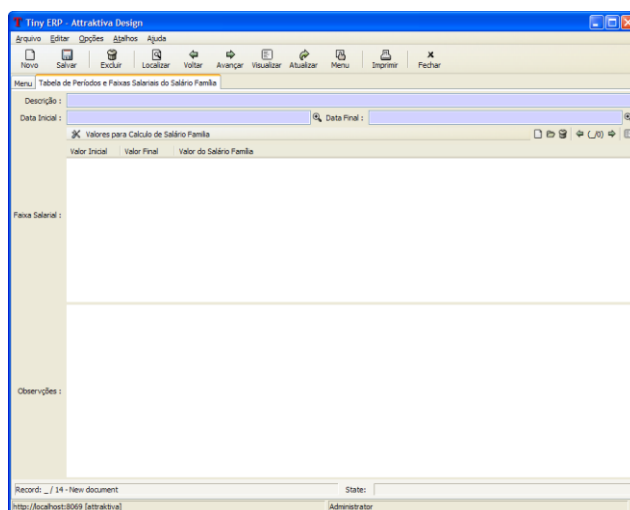 Tiny ERP - Attraktiva Design
Arquivo Editar Opções Atalhos Ajuda
Novo Salvar Excluir Localizar Voltar Avançar Visualizar Atualizar Menu Imprimir Fechar
Menu Tabela de Períodos e Faixas Salariais do Salário Família
Descrição :
Data Inicial : Data Final :
Valores para Calculo de Salário Familia
(_/0)
Valor Inicial Valor Final Valor do Salário Família
Faixa Salarial :
Observções :
Record: _ / 14 - New document State:
http://localhost:8069 [attraktiva] Administrator